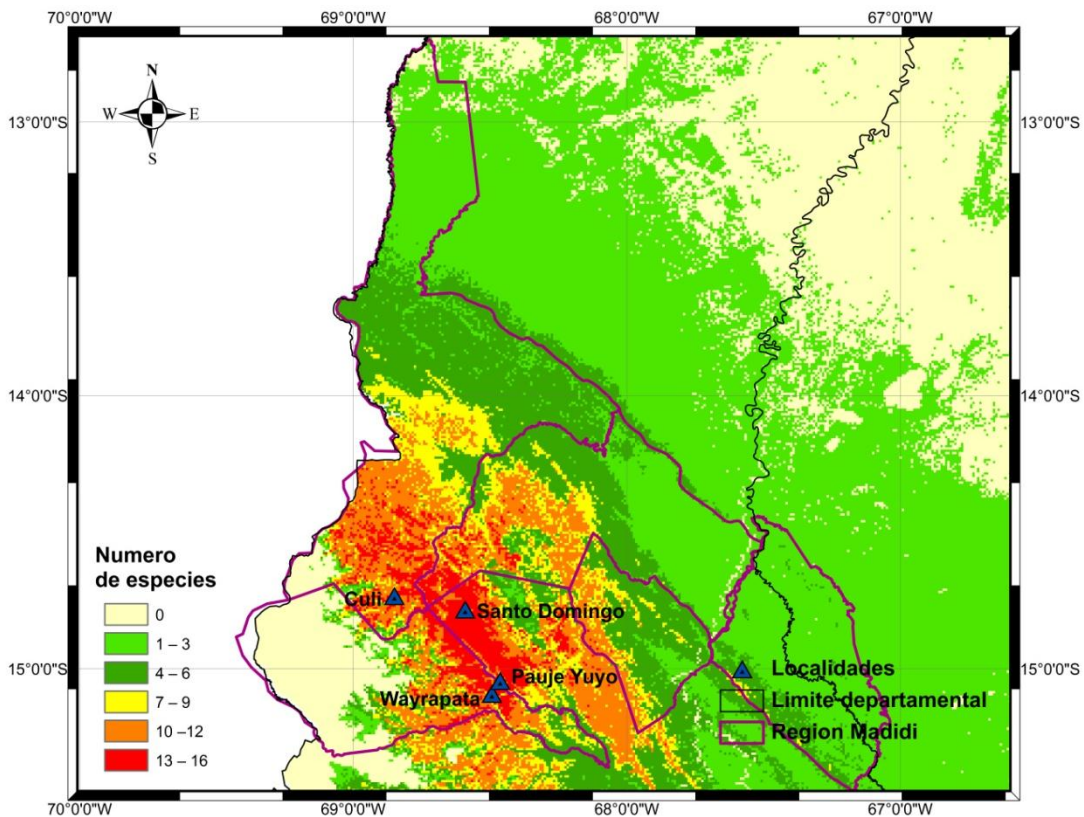 70°0'0"W 69°0'0"W 68°0'0"W 67°0'0"W
N
W E
S
13°0'0"S 13°0'0"S
14°0'0"S 14°0'0"S
Numero
de especies
0
1 – 3
4 – 6
7 – 9
10 –12
13 – 16
Culi
Santo Domingo
Pauje Yuyo
Wayrapata
Localidades
Limite departamental
Region Madidi
15°0'0"S 15°0'0"S
70°0'0"W 69°0'0"W 68°0'0"W 67°0'0"W